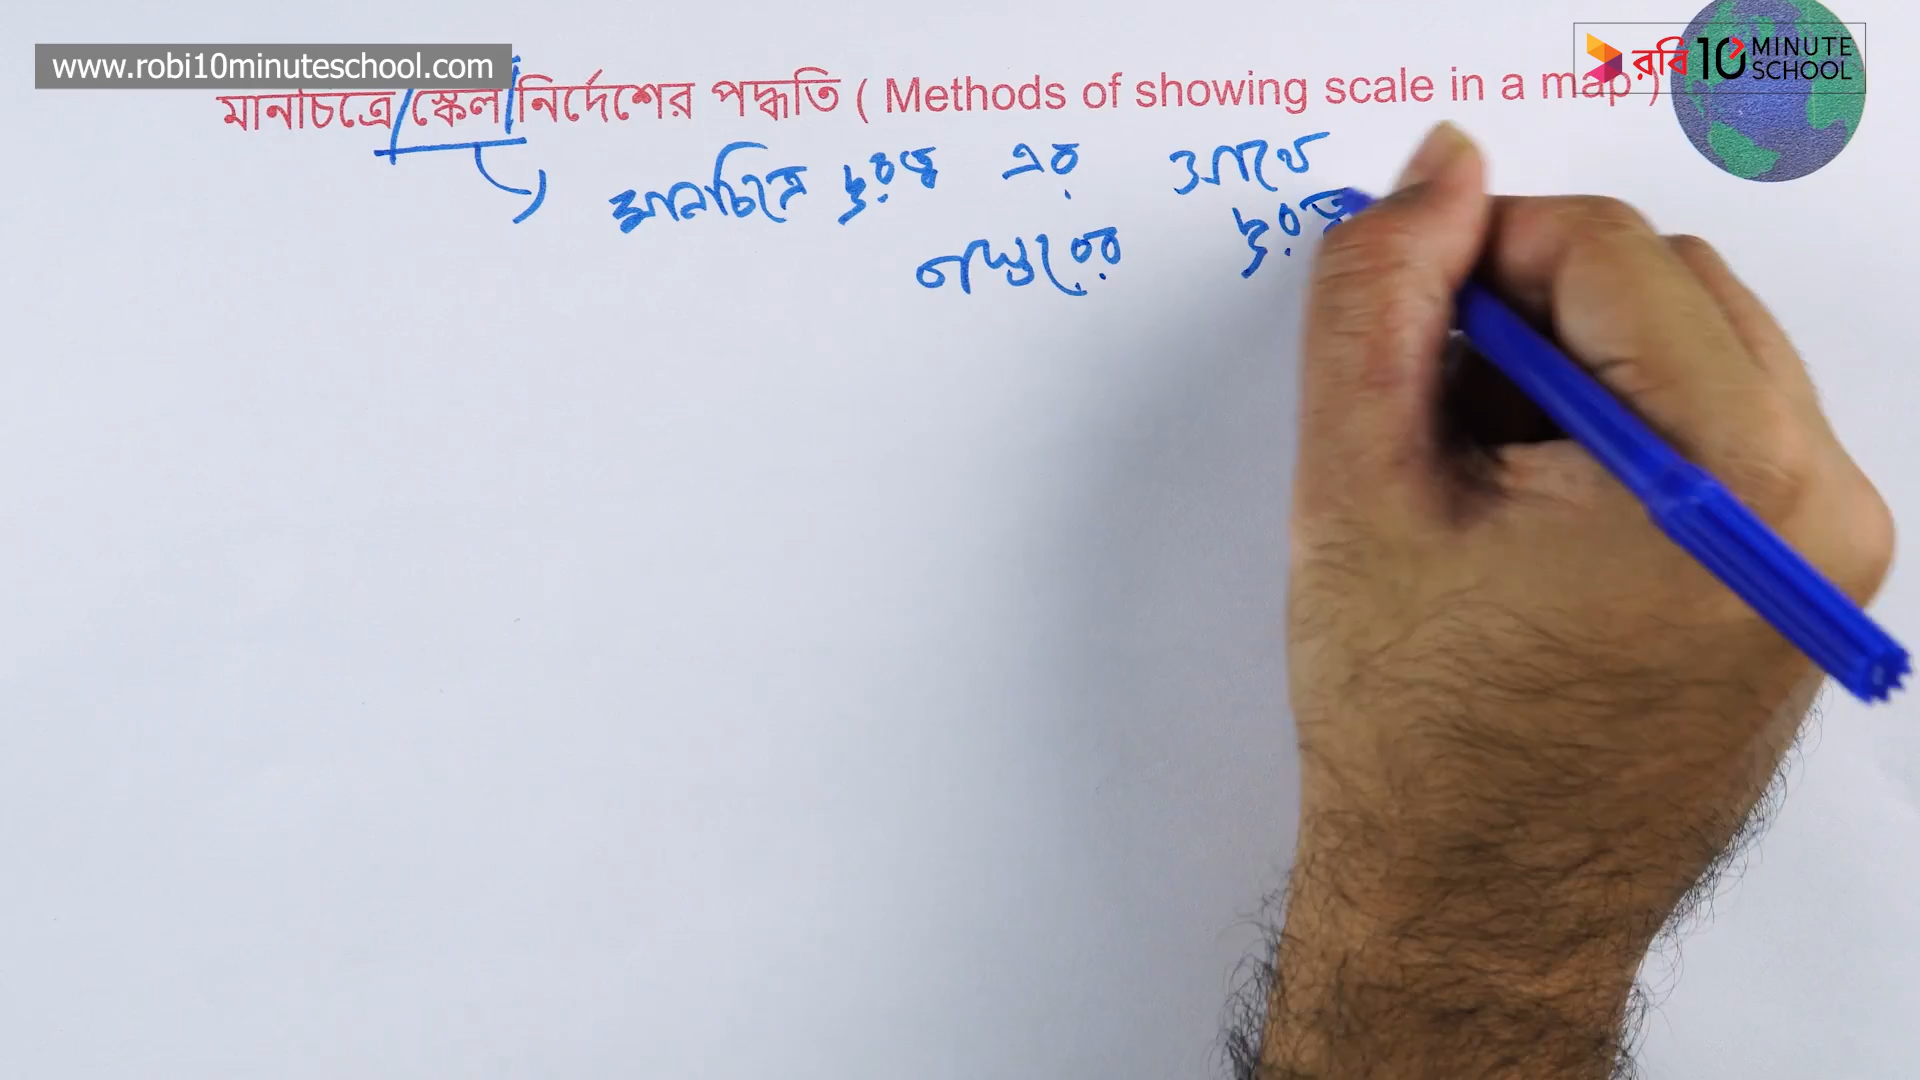 www.robi10minuteschool.com
রবি 10 MINUTE SCHOOL
মানচিত্রে স্কেল নির্দেশের পদ্ধতি ( Methods of showing scale in a map )
মানচিত্রে দূরত্ব এর সাথে
দূরত্ব